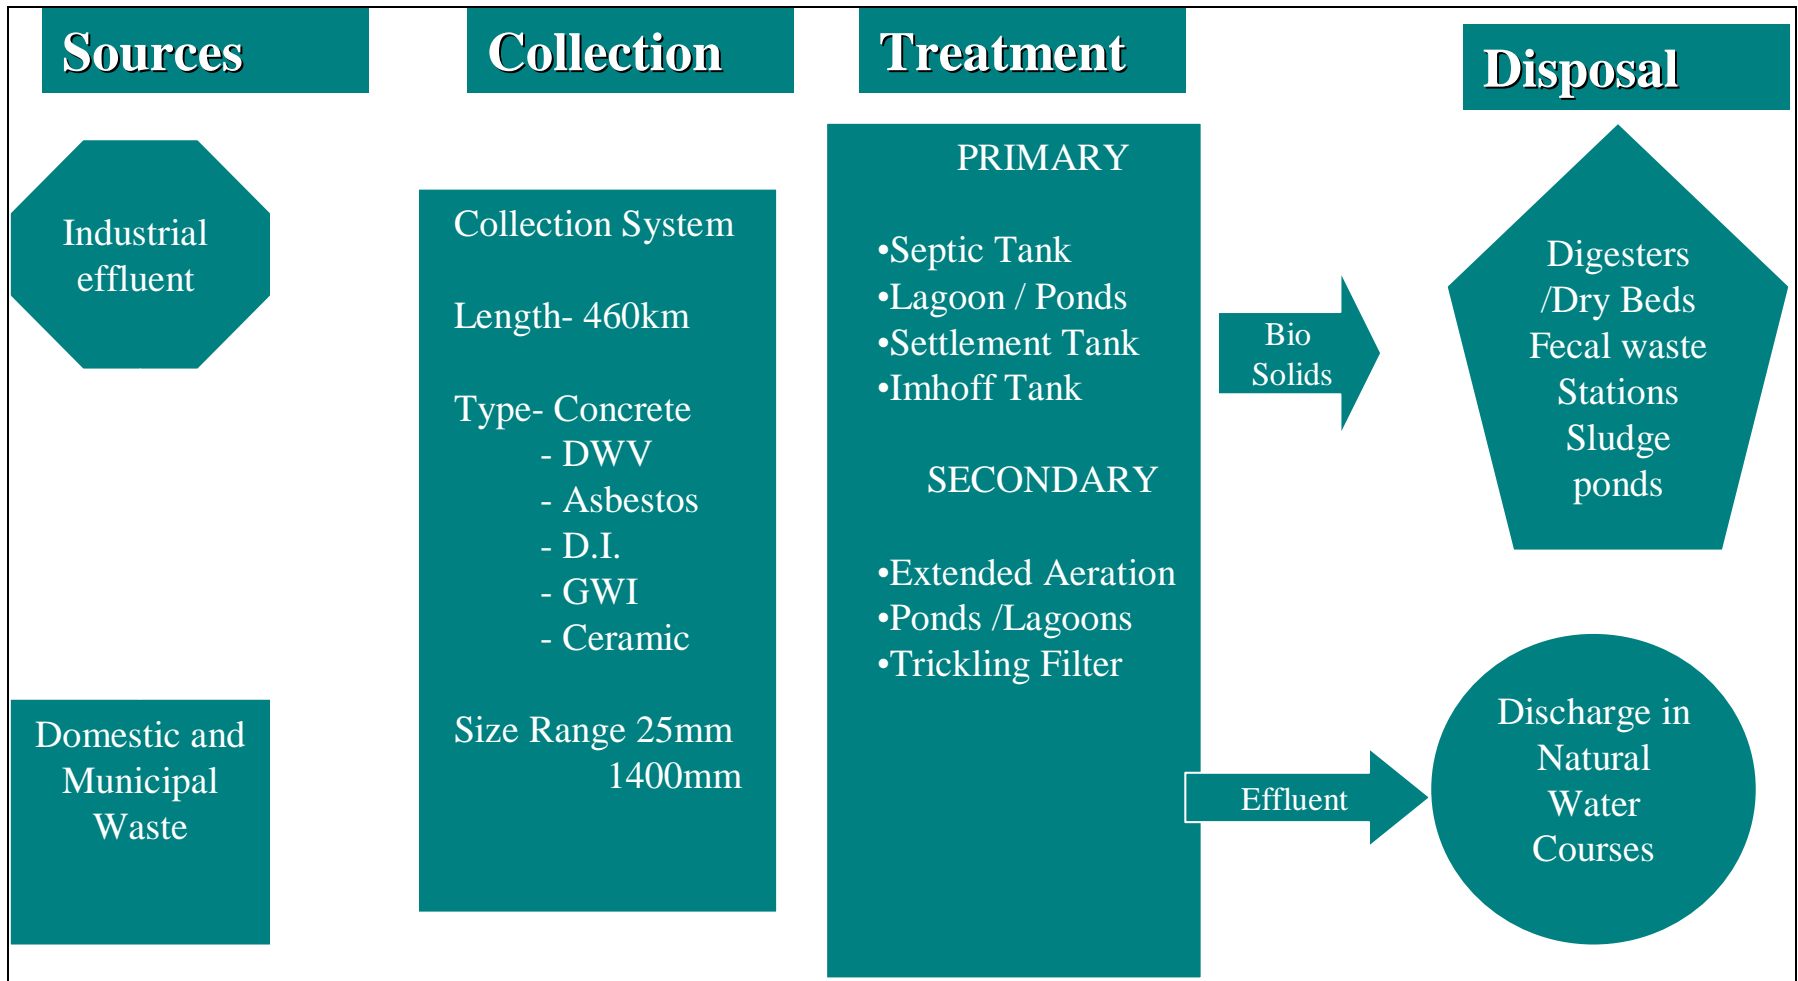 Sources
Collection
Treatment
Disposal
Industrial
effluent
Domestic and
Municipal
Waste
Collection System
Length- 460km
Type- Concrete
- DWV
- Asbestos
- D.I.
- GWI
- Ceramic
Size Range 25mm
1400mm
PRIMARY
•Septic Tank
•Lagoon / Ponds
•Settlement Tank
•Imhoff Tank
SECONDARY
•Extended Aeration
•Ponds /Lagoons
•Trickling Filter
Bio
Solids
Effluent
Digesters
/Dry Beds
Fecal waste
Stations
Sludge
ponds
Discharge in
Natural
Water
Courses